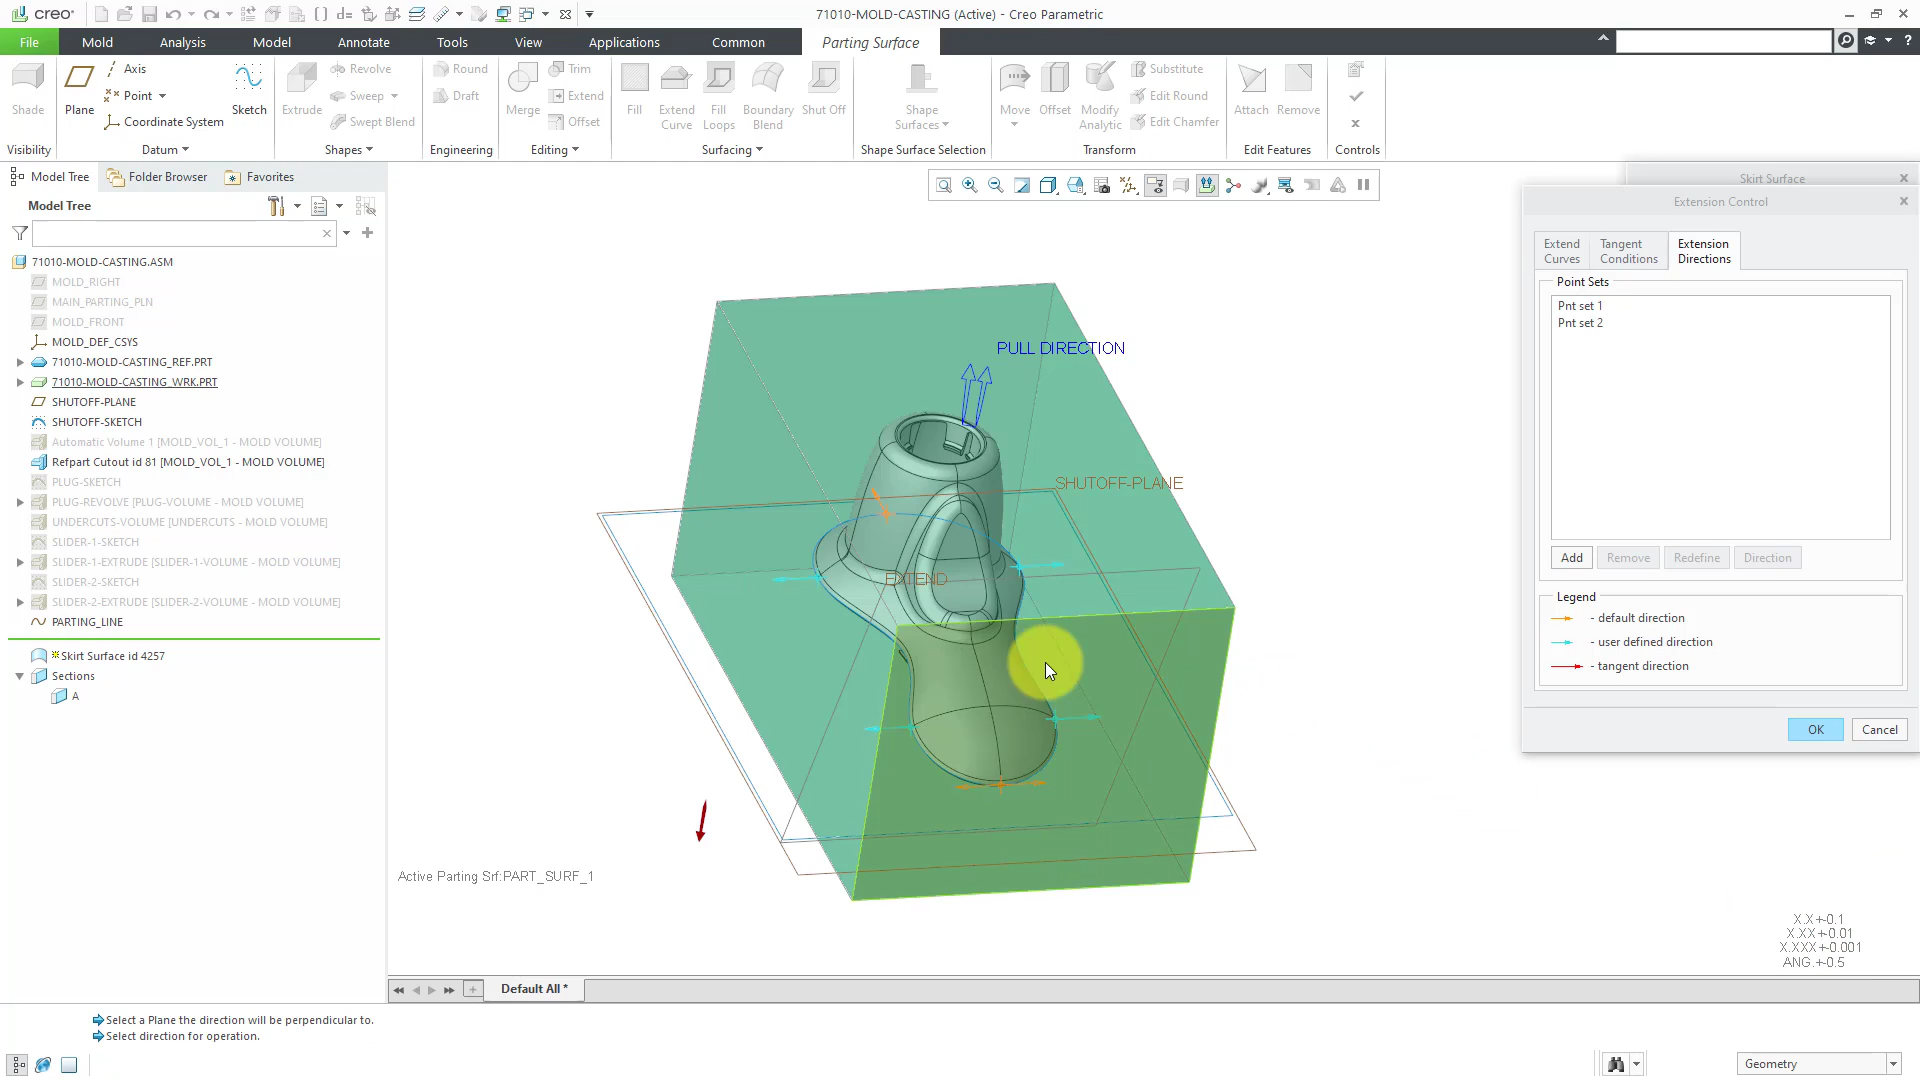 creo
71010-MOLD-CASTING (Active) - Creo Parametric
File
Mold
Analysis
Model
Annotate
Tools
View
Applications
Common
Parting Surface
Shade
Plane
Axis
Point
Coordinate System
Sketch
Extrude
Revolve
Sweep
Swept Blend
Round
Draft
Merge
Trim
Extend
Offset
Fill
Extend Curve
Fill Loops
Boundary Blend
Shut Off
Shape Surfaces
Move
Offset
Modify Analytic
Substitute
Edit Round
Edit Chamfer
Attach
Remove
Visibility
Datum
Shapes
Engineering
Editing
Surfacing
Shape Surface Selection
Transform
Edit Features
Controls
Model Tree
Folder Browser
Favorites
Model Tree
71010-MOLD-CASTING.ASM
MOLD_RIGHT
MAIN_PARTING_PLN
MOLD_FRONT
MOLD_DEF_CSYS
71010-MOLD-CASTING_REF.PRT
71010-MOLD-CASTING_WRK.PRT
SHUTOFF-PLANE
SHUTOFF-SKETCH
Automatic Volume 1 [MOLD_VOL_1 - MOLD VOLUME]
Refpart Cutout id 81 [MOLD_VOL_1 - MOLD VOLUME]
PLUG-SKETCH
PLUG-REVOLVE [PLUG-VOLUME - MOLD VOLUME]
UNDERCUTS-VOLUME [UNDERCUTS - MOLD VOLUME]
SLIDER-1-SKETCH
SLIDER-1-EXTRUDE [SLIDER-1-VOLUME - MOLD VOLUME]
SLIDER-2-SKETCH
SLIDER-2-EXTRUDE [SLIDER-2-VOLUME - MOLD VOLUME]
PARTING_LINE
Skirt Surface id 4257
Sections
A
PULL DIRECTION
SHUTOFF-PLANE
EXTEND
Active Parting Srf:PART_SURF_1
X.X+-0.1
X.XX+-0.01
X.XXX+-0.001
ANG.+-0.5
Skirt Surface
Extension Control
Extend Curves
Tangent Conditions
Extension Directions
Point Sets
Pnt set 1
Pnt set 2
Add
Remove
Redefine
Direction
Legend
- default direction
- user defined direction
- tangent direction
OK
Cancel
Default All *
Select a Plane the direction will be perpendicular to.
Select direction for operation.
Geometry